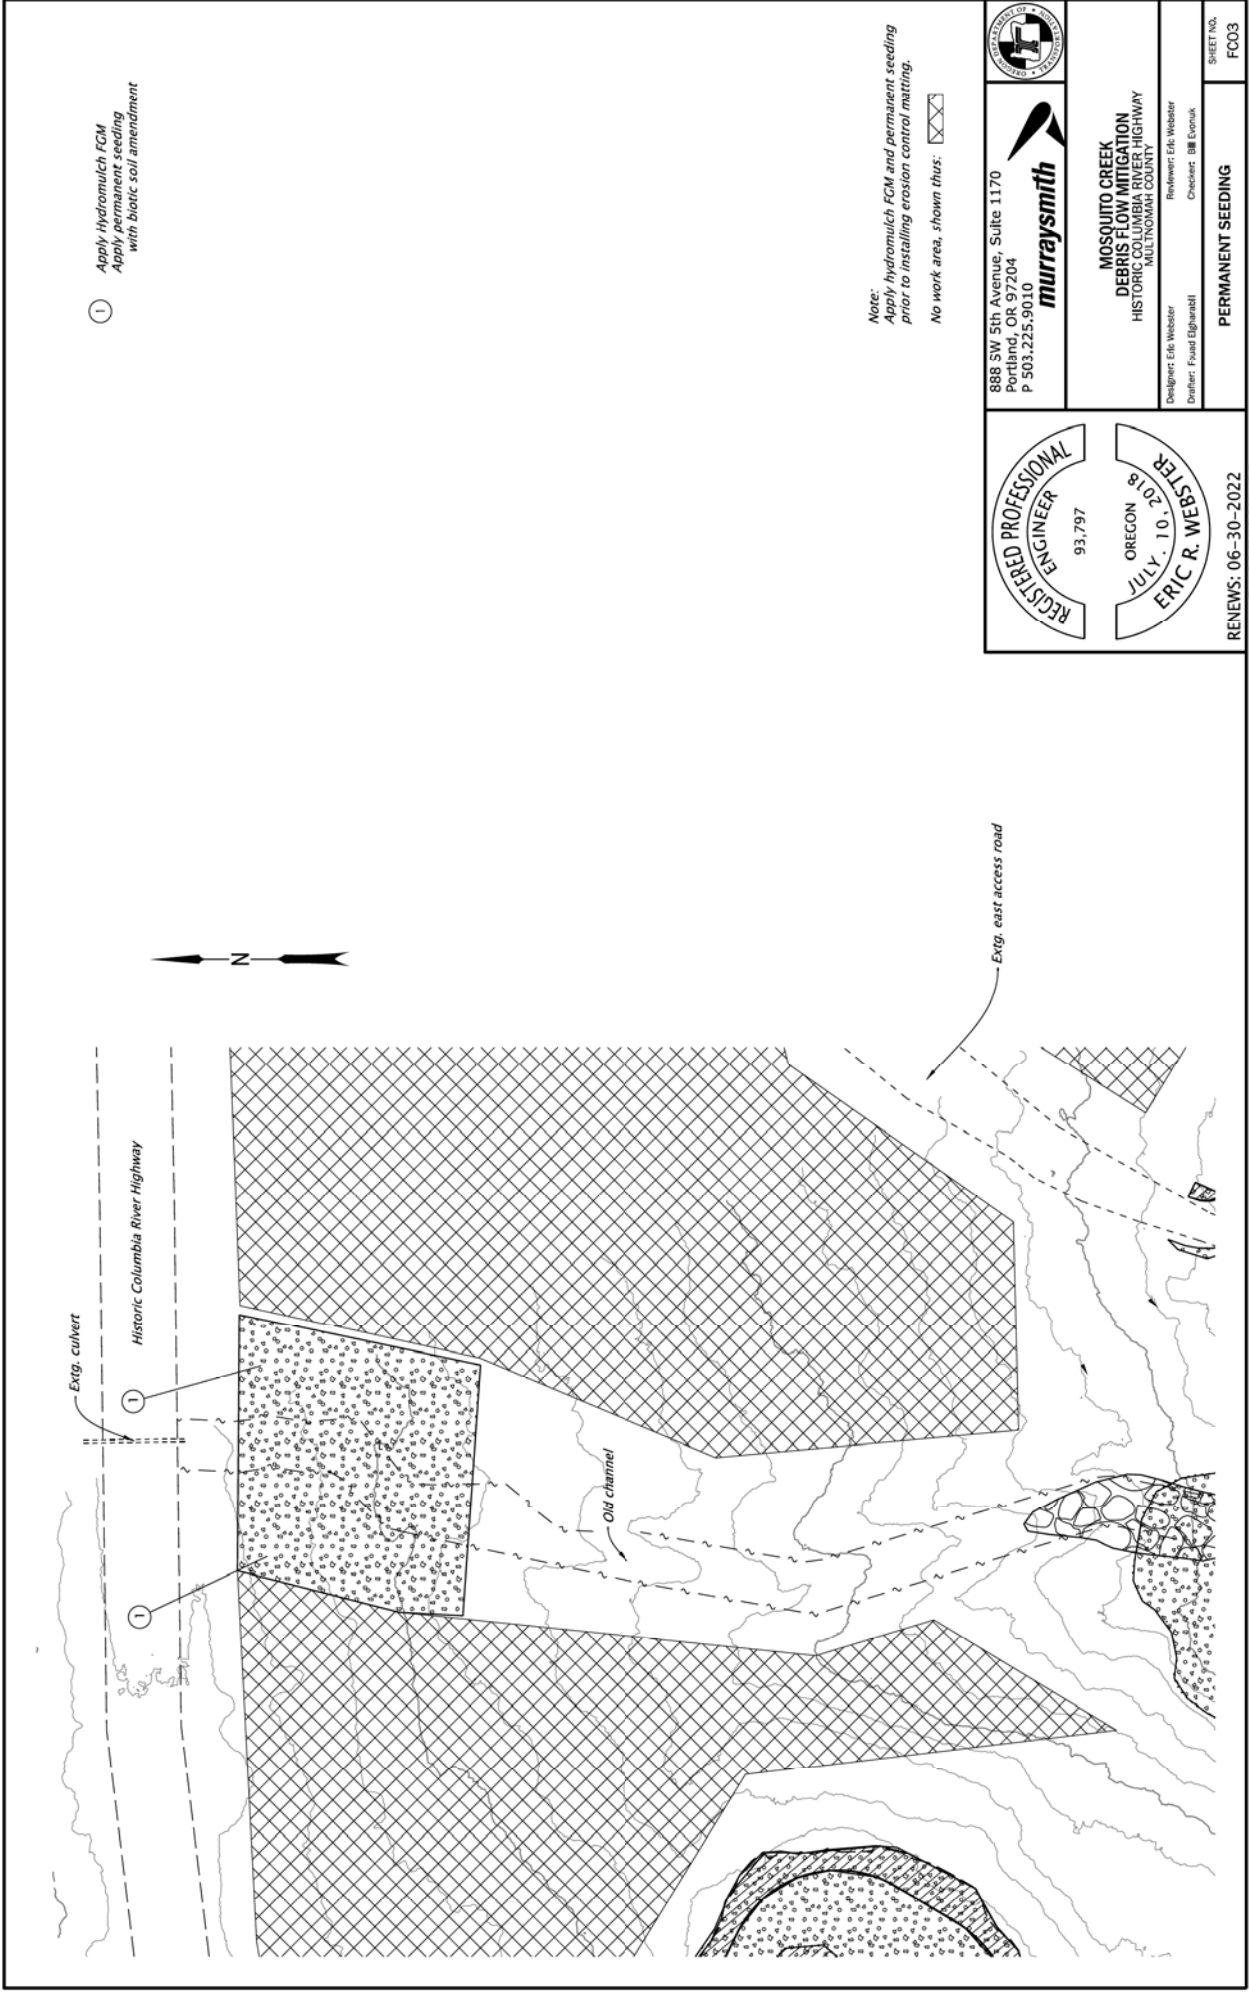 Extg. culvert
Historic Columbia River Highway
1
1
N
Old channel
Extg. east access road
1
Apply Hydromulch FGM
Apply permanent seeding
with biotic soil amendment
Note:
Apply hydromulch FGM and permanent seeding
prior to installing erosion control matting.
No work area, shown thus:
REGISTERED PROFESSIONAL
ENGINEER
93,797
OREGON
JULY. 10, 2018
ERIC R. WEBSTER
RENEWS: 06-30-2022
888 SW 5th Avenue, Suite 1170
Portland, OR 97204
P 503.225.9010
murraysmith
OREGON DEPARTMENT OF
TRANSPORTATION
MOSQUITO CREEK
DEBRIS FLOW MITIGATION
HISTORIC COLUMBIA RIVER HIGHWAY
MULTNOMAH COUNTY
Designer: Eric Webster
Reviewer: Eric Webster
Drafter: Fouad Elgharabli
Checker: Bill Evonuk
PERMANENT SEEDING
SHEET NO.
FC03